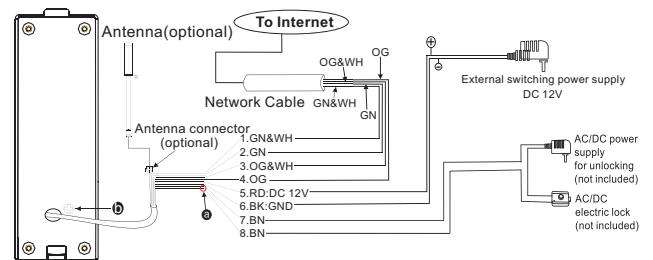 To Internet
Antenna(optional)
OG
OG&WH
GN&WH
GN
Network Cable
External switching power supply
DC 12V
Antenna connector
(optional)
1.GN&WH
2.GN
3.OG&WH
4.OG
5.RD:DC 12V
6.BK:GND
7.BN
8.BN
AC/DC power
supply
for unlocking
(not included)
AC/DC
electric lock
(not included)
a
b